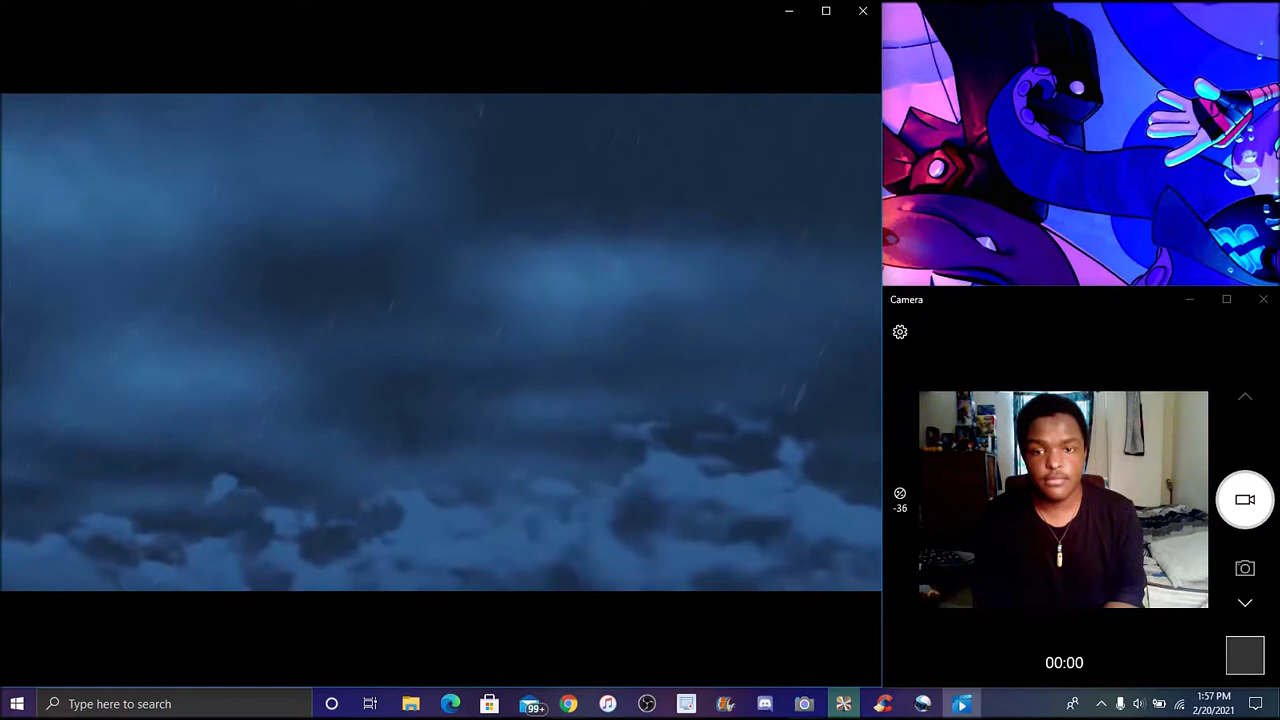 Camera
-36
00:00
Type here to search
99+
1:57 PM
2/20/2021